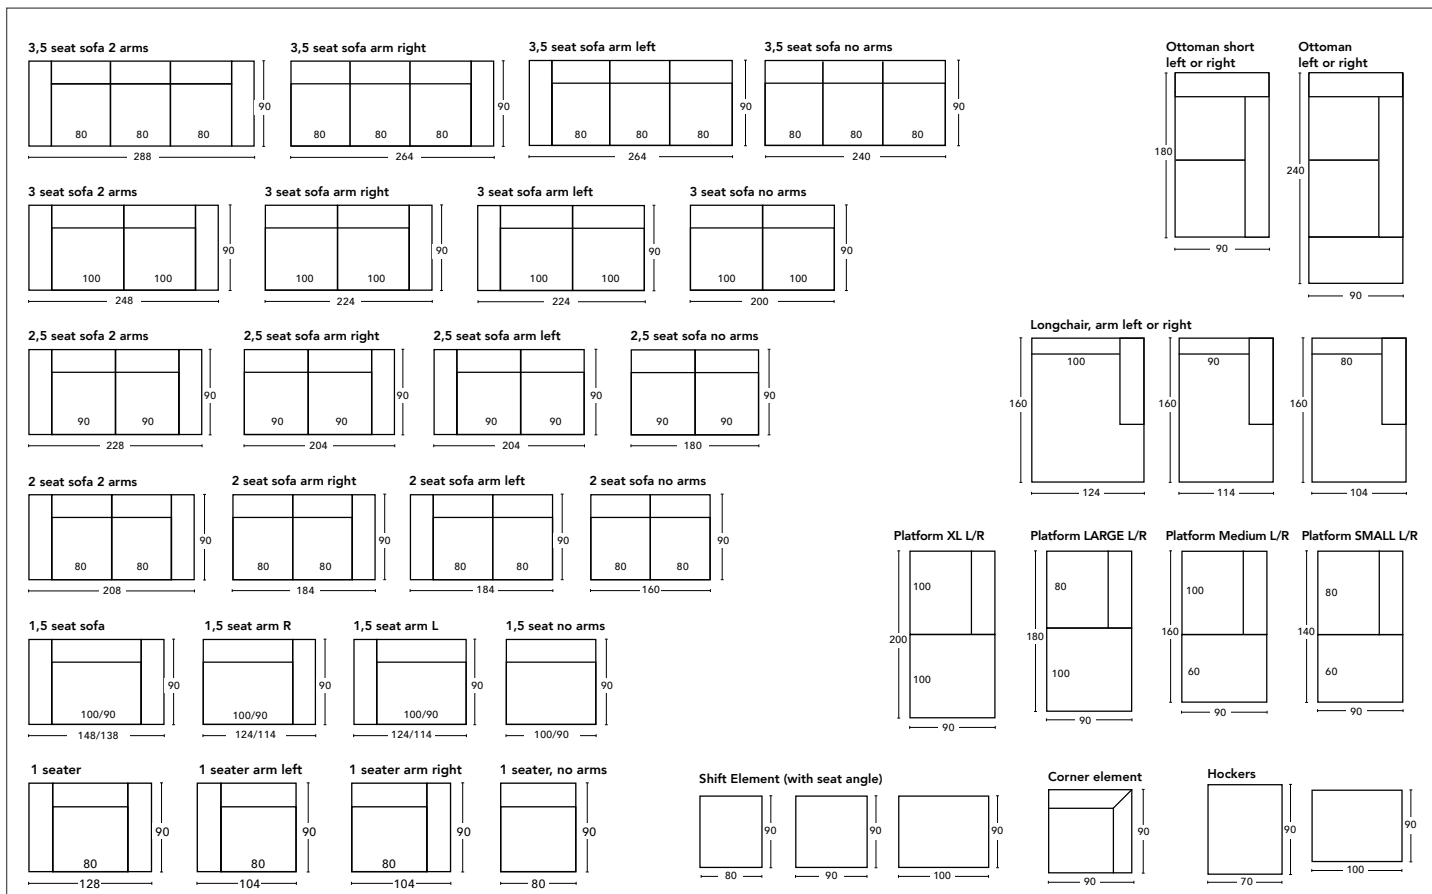 3,5 seat sofa 2 arms
80 80 80
90
288
3,5 seat sofa arm right
80 80 80
90
264
3,5 seat sofa arm left
80 80 80
90
264
3,5 seat sofa no arms
80 80 80
90
240
Ottoman short
left or right
180
90
Ottoman
left or right
240
90
3 seat sofa 2 arms
100 100
90
248
3 seat sofa arm right
100 100
90
224
3 seat sofa arm left
100 100
90
224
3 seat sofa no arms
100 100
90
200
2,5 seat sofa 2 arms
90 90
90
228
2,5 seat sofa arm right
90 90
90
204
2,5 seat sofa arm left
90 90
90
204
2,5 seat sofa no arms
90 90
90
180
Longchair, arm left or right
100
160
124
90
160
114
80
160
104
2 seat sofa 2 arms
80 80
90
208
2 seat sofa arm right
80 80
90
184
2 seat sofa arm left
80 80
90
184
2 seat sofa no arms
80 80
90
160
Platform XL L/R
100
200
100
90
Platform LARGE L/R
80
180
100
90
Platform Medium L/R
100
160
60
90
Platform SMALL L/R
80
140
60
90
1,5 seat sofa
90
100/90
148/138
1,5 seat arm R
90
100/90
124/114
1,5 seat arm L
90
100/90
124/114
1,5 seat no arms
90
100/90
1 seater
90
80
128
1 seater arm left
90
80
104
1 seater arm right
90
80
104
1 seater, no arms
90
80
Shift Element (with seat angle)
90
80
90
90
90
100
Corner element
90
90
Hockers
90
70
90
100